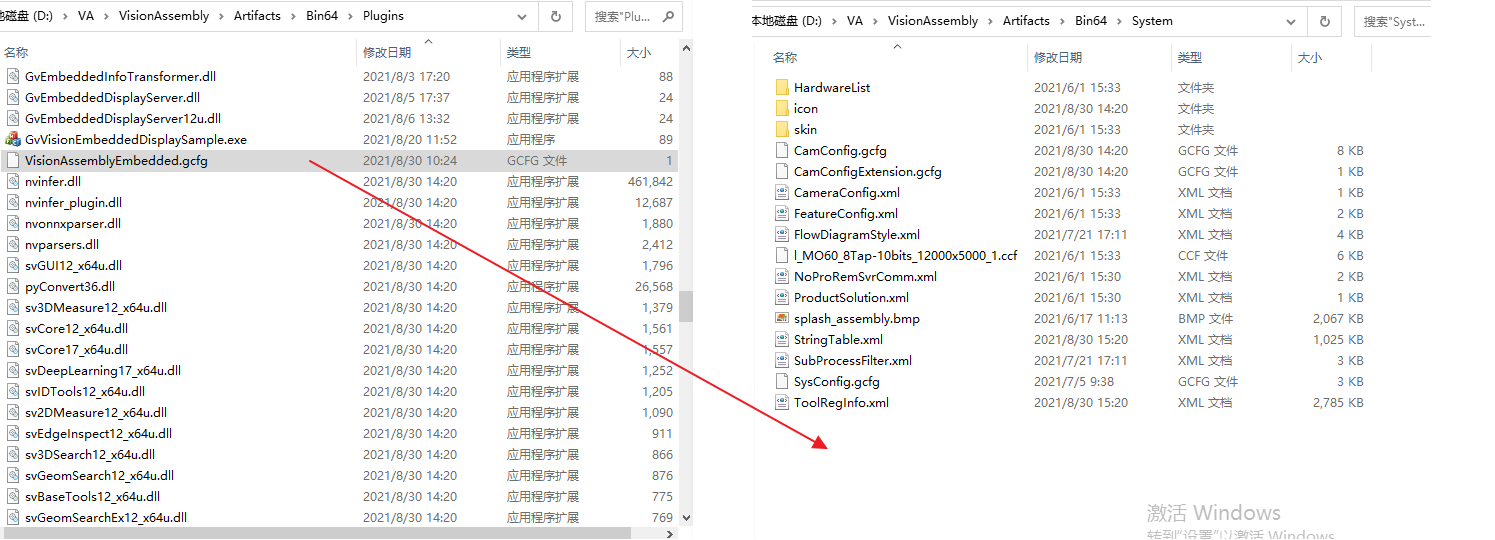 地磁盘 (D:) > VA > VisionAssembly > Artifacts > Bin64 > Plugins
搜索"Plu...
名称 修改日期 类型 大小
GvEmbeddedInfoTransformer.dll 2021/8/3 17:20 应用程序扩展 88
GvEmbeddedDisplayServer.dll 2021/8/5 17:37 应用程序扩展 24
GvEmbeddedDisplayServer12u.dll 2021/8/6 13:32 应用程序扩展 24
GvVisionEmbeddedDisplaySample.exe 2021/8/20 11:52 应用程序 89
VisionAssemblyEmbedded.gcfg 2021/8/30 10:24 GCFG 文件 1
nvinfer.dll 2021/8/30 14:20 应用程序扩展 461,842
nvinfer_plugin.dll 2021/8/30 14:20 应用程序扩展 12,687
nvonnxparser.dll 2021/8/30 14:20 应用程序扩展 1,880
nvparsers.dll 2021/8/30 14:20 应用程序扩展 2,412
svGUI12_x64u.dll 2021/8/30 14:20 应用程序扩展 1,796
pyConvert36.dll 2021/8/30 14:20 应用程序扩展 26,568
sv3DMeasure12_x64u.dll 2021/8/30 14:20 应用程序扩展 1,379
svCore12_x64u.dll 2021/8/30 14:20 应用程序扩展 1,561
svCore17_x64u.dll 2021/8/30 14:20 应用程序扩展 1,557
svDeepLearning17_x64u.dll 2021/8/30 14:20 应用程序扩展 1,252
svIDTools12_x64u.dll 2021/8/30 14:20 应用程序扩展 1,205
sv2DMeasure12_x64u.dll 2021/8/30 14:20 应用程序扩展 1,090
svEdgeInspect12_x64u.dll 2021/8/30 14:20 应用程序扩展 911
sv3DSearch12_x64u.dll 2021/8/30 14:20 应用程序扩展 866
svGeomSearch12_x64u.dll 2021/8/30 14:20 应用程序扩展 876
svBaseTools12_x64u.dll 2021/8/30 14:20 应用程序扩展 775
svGeomSearchEx12_x64u.dll 2021/8/30 14:20 应用程序扩展 769
本地磁盘 (D:) > VA > VisionAssembly > Artifacts > Bin64 > System
搜索"Syst...
名称 修改日期 类型 大小
HardwareList 2021/6/1 15:33 文件夹
icon 2021/8/30 14:20 文件夹
skin 2021/6/1 15:33 文件夹
CamConfig.gcfg 2021/8/30 14:20 GCFG 文件 8 KB
CamConfigExtension.gcfg 2021/8/30 14:20 GCFG 文件 1 KB
CameraConfig.xml 2021/6/1 15:33 XML 文档 1 KB
FeatureConfig.xml 2021/6/1 15:33 XML 文档 2 KB
FlowDiagramStyle.xml 2021/7/21 17:11 XML 文档 4 KB
l_MO60_8Tap-10bits_12000x5000_1.ccf 2021/6/1 15:33 CCF 文件 6 KB
NoProRemSvrComm.xml 2021/6/1 15:30 XML 文档 2 KB
ProductSolution.xml 2021/6/1 15:30 XML 文档 1 KB
splash_assembly.bmp 2021/6/17 11:13 BMP 文件 2,067 KB
StringTable.xml 2021/8/30 15:20 XML 文档 1,025 KB
SubProcessFilter.xml 2021/7/21 17:11 XML 文档 3 KB
SysConfig.gcfg 2021/7/5 9:38 GCFG 文件 3 KB
ToolRegInfo.xml 2021/8/30 15:20 XML 文档 2,785 KB
激活 Windows
转到"设置"以激活 Windows